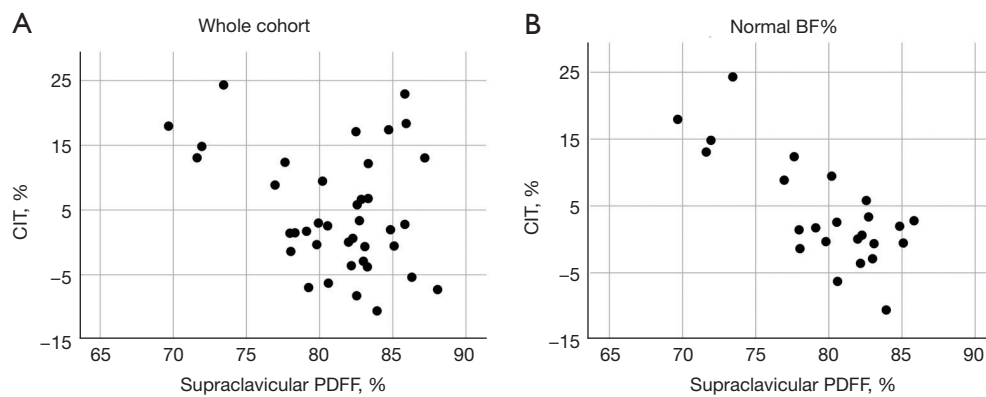 A
Whole cohort
25
15
5
−5
−15
CIT, %
65 70 75 80 85 90
Supraclavicular PDFF, %
B
Normal BF%
25
15
5
−5
−15
CIT, %
65 70 75 80 85 90
Supraclavicular PDFF, %